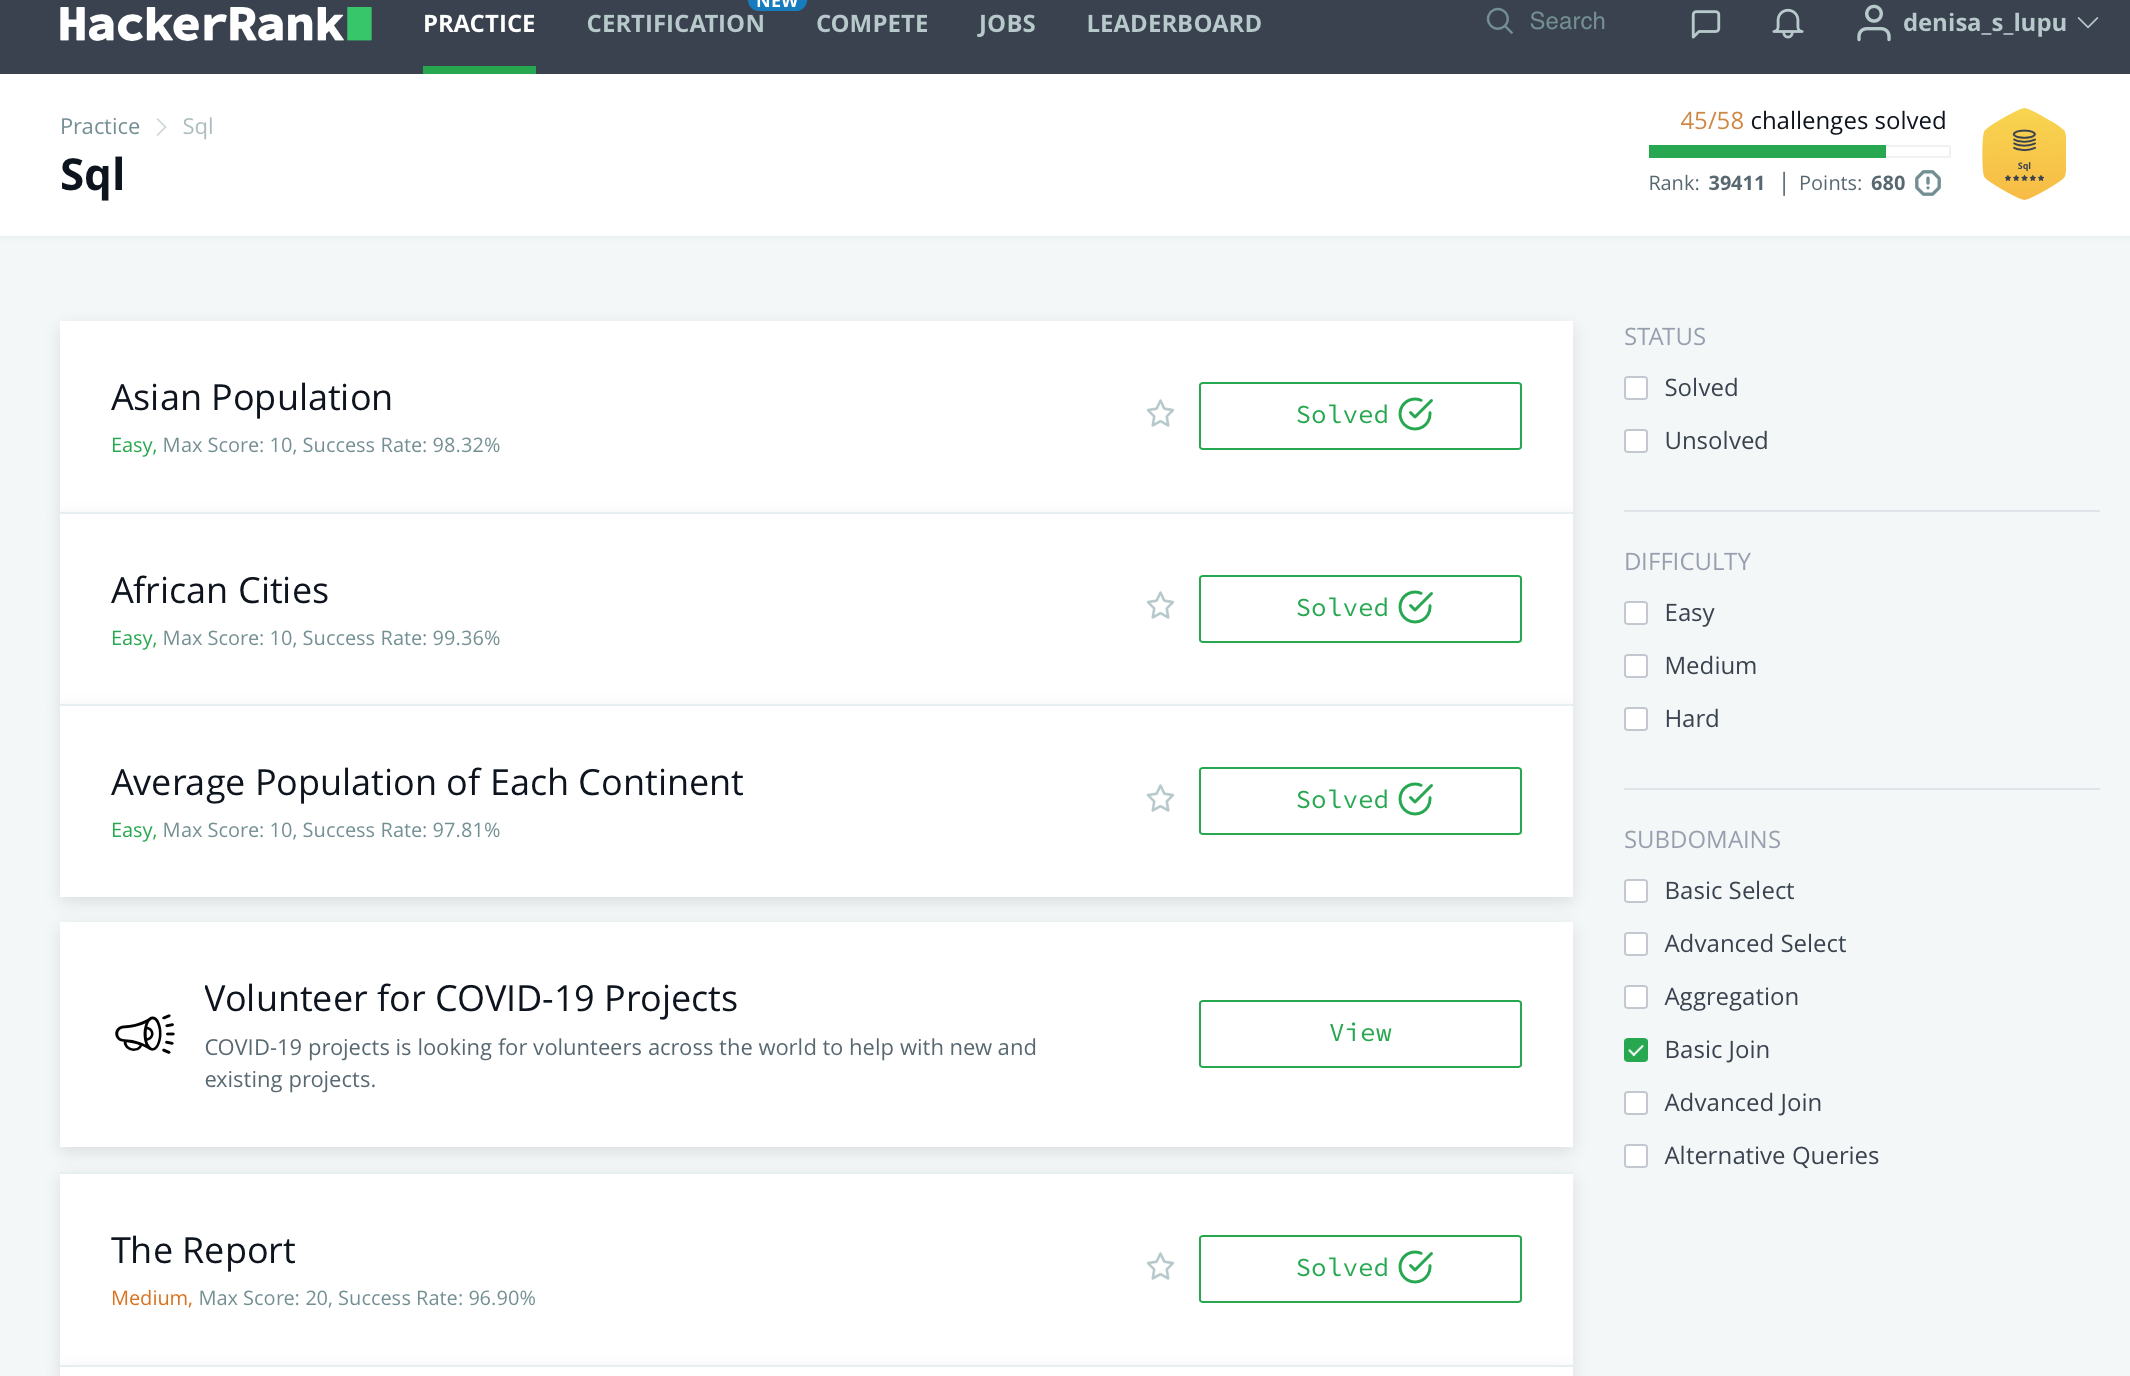 HackerRank
PRACTICE
CERTIFICATION
NEW
COMPETE
JOBS
LEADERBOARD
Search
denisa_s_lupu
Practice
Sql
Sql
45/58 challenges solved
Rank: 39411 | Points: 680
Sql
Asian Population
Easy, Max Score: 10, Success Rate: 98.32%
Solved
African Cities
Easy, Max Score: 10, Success Rate: 99.36%
Solved
Average Population of Each Continent
Easy, Max Score: 10, Success Rate: 97.81%
Solved
Volunteer for COVID-19 Projects
COVID-19 projects is looking for volunteers across the world to help with new and
existing projects.
View
The Report
Medium, Max Score: 20, Success Rate: 96.90%
Solved
STATUS
Solved
Unsolved
DIFFICULTY
Easy
Medium
Hard
SUBDOMAINS
Basic Select
Advanced Select
Aggregation
Basic Join
Advanced Join
Alternative Queries